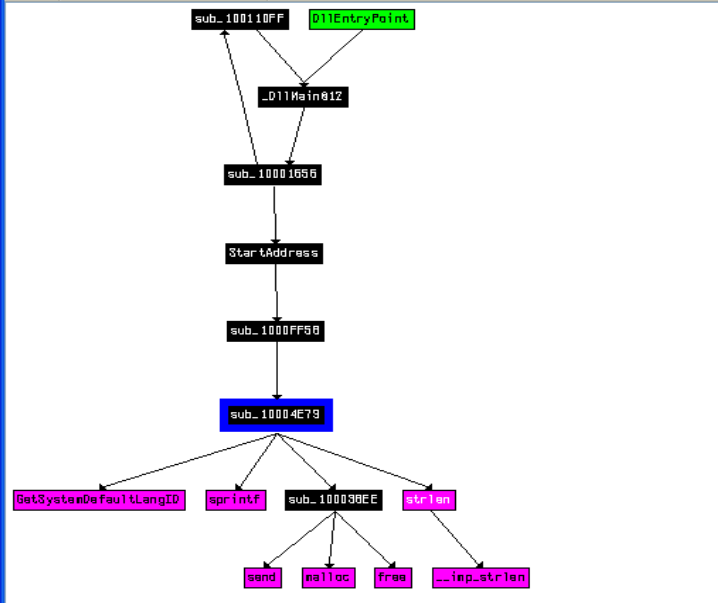 sub_100110FF
DllEntryPoint
_DllMain@12
sub_10001656
StartAddress
sub_1000FF58
sub_10004E79
GetSystemDefaultLangID
sprintf
sub_100038EE
strlen
send
malloc
free
__imp_strlen